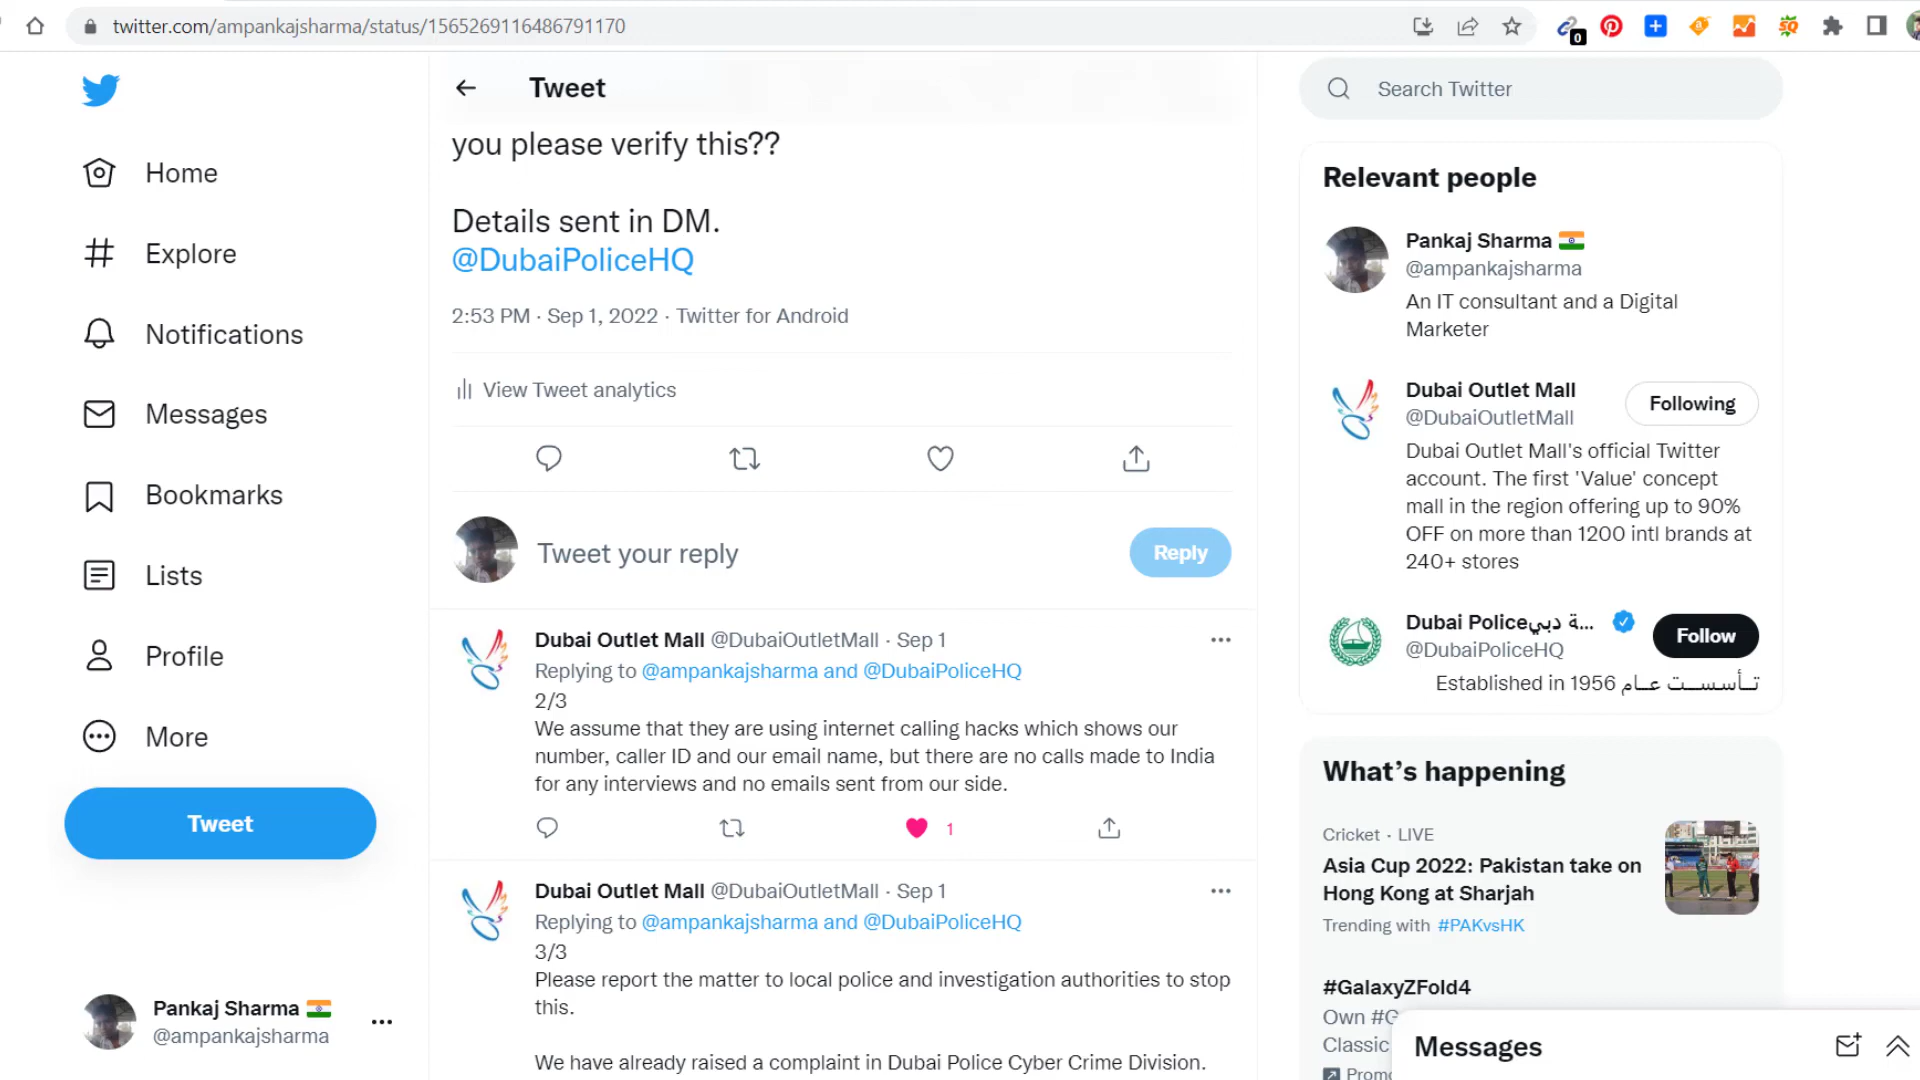 twitter.com/ampankajsharma/status/1565269116486791170
0
Home
Explore
Notifications
Messages
Bookmarks
Lists
Profile
More
Tweet
Pankaj Sharma
@ampankajsharma
Tweet
you please verify this??
Details sent in DM.
@DubaiPoliceHQ
2:53 PM · Sep 1, 2022 · Twitter for Android
View Tweet analytics
Tweet your reply
Reply
Dubai Outlet Mall @DubaiOutletMall · Sep 1
Replying to @ampankajsharma and @DubaiPoliceHQ
2/3
We assume that they are using internet calling hacks which shows our
number, caller ID and our email name, but there are no calls made to India
for any interviews and no emails sent from our side.
1
Dubai Outlet Mall @DubaiOutletMall · Sep 1
Replying to @ampankajsharma and @DubaiPoliceHQ
3/3
Please report the matter to local police and investigation authorities to stop
this.
We have already raised a complaint in Dubai Police Cyber Crime Division.
Search Twitter
Relevant people
Pankaj Sharma
@ampankajsharma
An IT consultant and a Digital
Marketer
Dubai Outlet Mall
@DubaiOutletMall
Following
Dubai Outlet Mall's official Twitter
account. The first 'Value' concept
mall in the region offering up to 90%
OFF on more than 1200 intl brands at
240+ stores
Dubai Policeة دبي...
@DubaiPoliceHQ
Follow
Established in 1956 تــأسـســـت عــام
What's happening
Cricket · LIVE
Asia Cup 2022: Pakistan take on
Hong Kong at Sharjah
Trending with #PAKvsHK
#GalaxyZFold4
Own #G
Classic
Promo
Messages